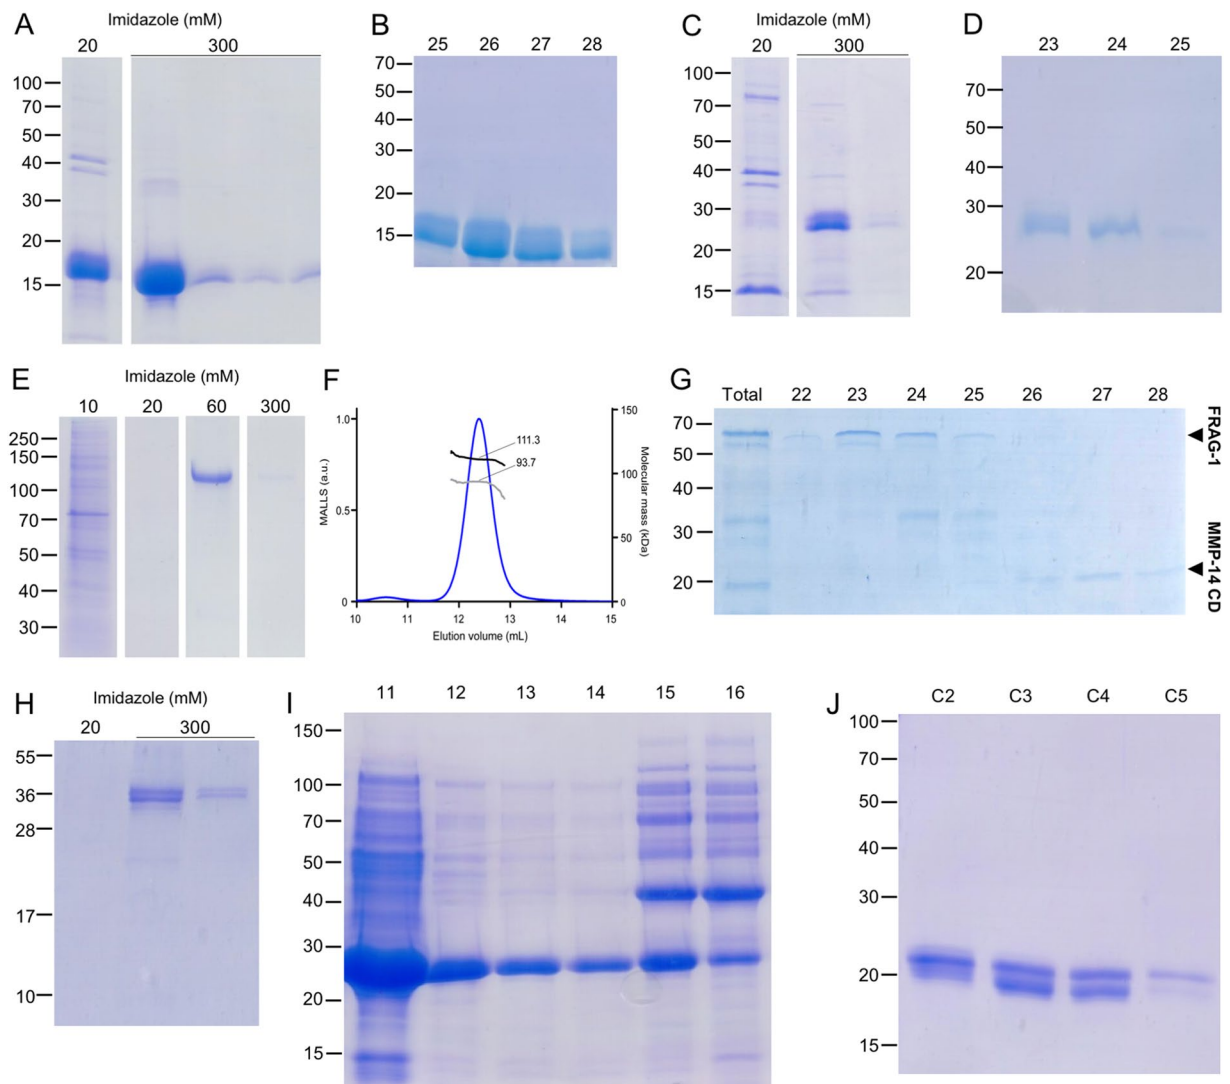 A
Imidazole (mM)
20 300
100
70
50
40
30
20
15
B
25 26 27 28
70
50
40
30
20
15
C
Imidazole (mM)
20 300
100
70
50
40
30
20
15
D
23 24 25
70
50
40
30
20
E
Imidazole (mM)
10 20 60 300
250
150
100
70
50
40
30
F
MALLS (a.u.)
1.0
0.5
0
111.3
93.7
150
100
50
0
Molecular mass (kDa)
10 11 12 13 14 15
Elution volume (mL)
G
Total 22 23 24 25 26 27 28
70
50
40
30
20
FRAG-1
MMP-14 CD
H
Imidazole (mM)
20 300
55
36
28
17
10
I
11 12 13 14 15 16
150
100
70
50
40
30
20
15
J
C2 C3 C4 C5
100
70
50
40
30
20
15